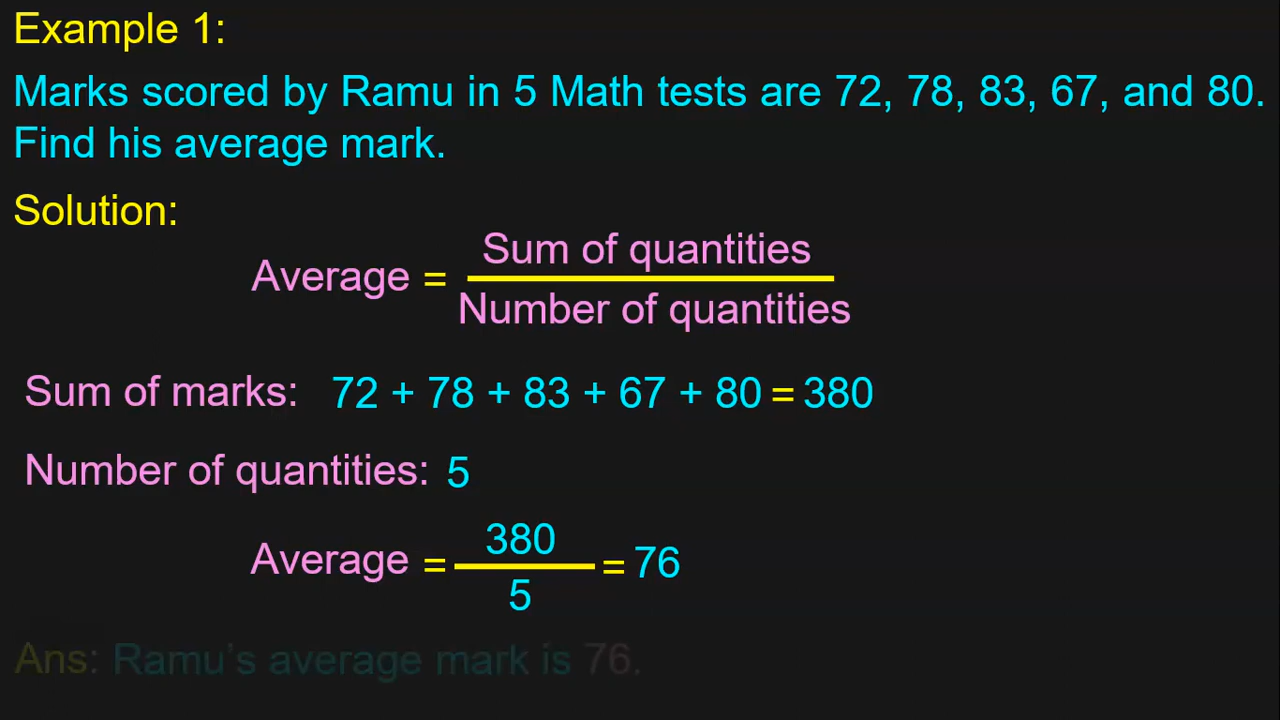 Example 1:
Marks scored by Ramu in 5 Math tests are 72, 78, 83, 67, and 80.
Find his average mark.
Solution:
Average = Sum of quantities
Number of quantities
Sum of marks: 72 + 78 + 83 + 67 + 80 = 380
Number of quantities: 5
Average = 380 = 76
5
Ans: Ramu’s average mark is 76.